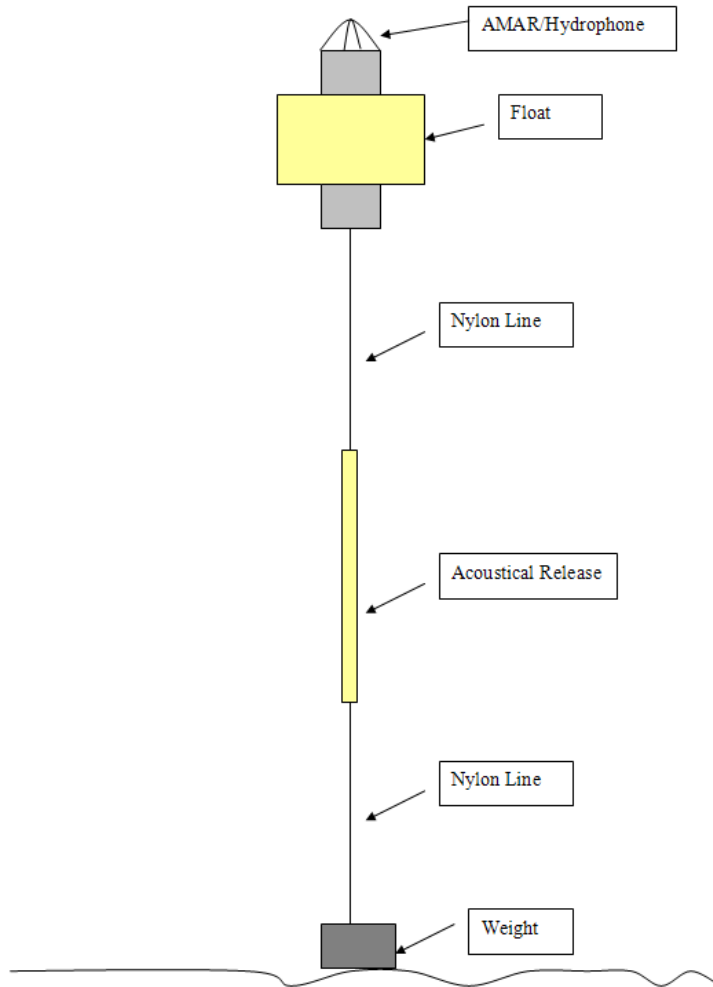 AMAR/Hydrophone
Float
Nylon Line
Acoustical Release
Nylon Line
Weight